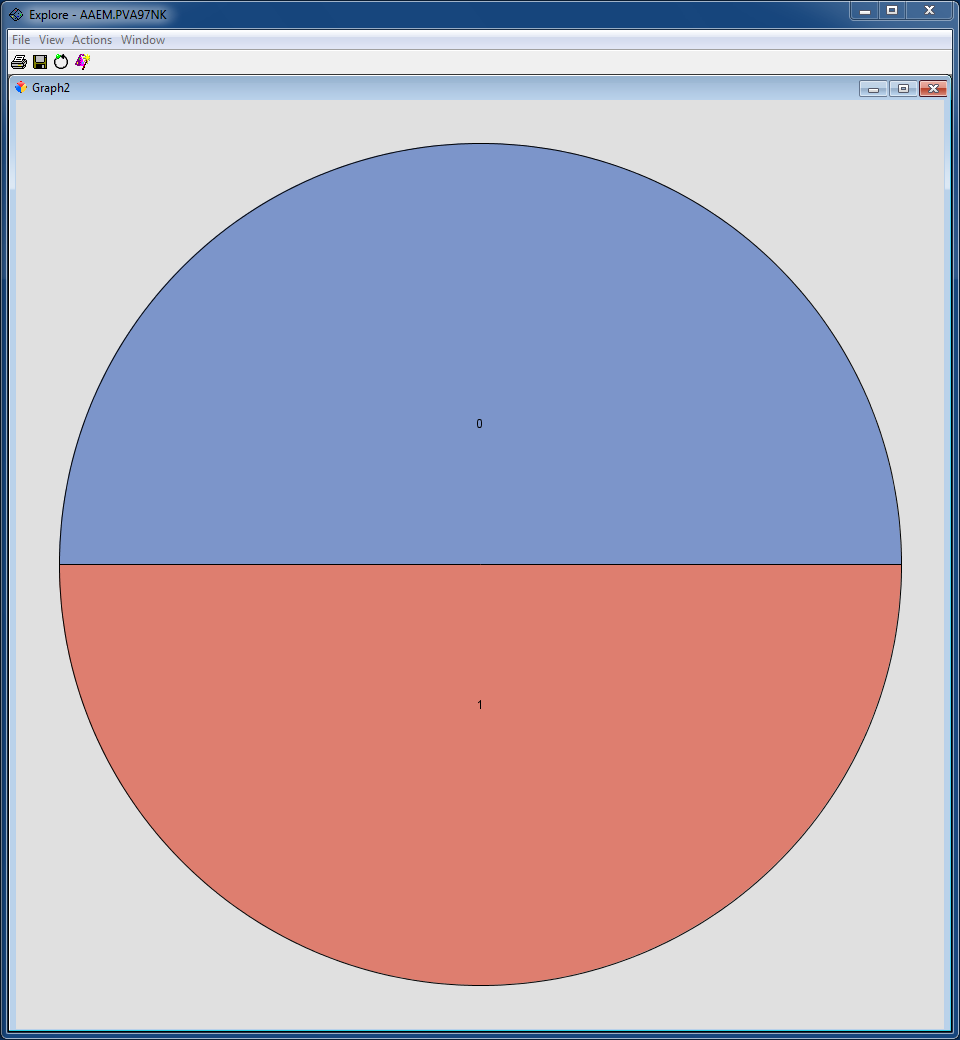 Explore - AAEM.PVA97NK
File View Actions Window
Graph2
0
1